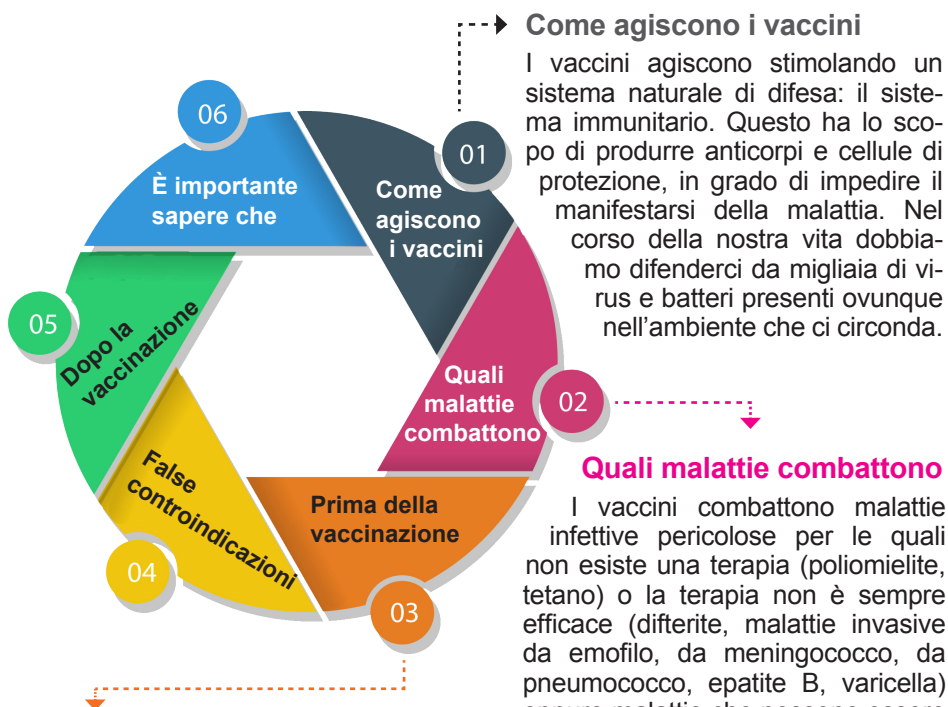 Come agiscono i vaccini
I vaccini agiscono stimolando un
sistema naturale di difesa: il siste-
ma immunitario. Questo ha lo sco-
po di produrre anticorpi e cellule di
protezione, in grado di impedire il
manifestarsi della malattia. Nel
corso della nostra vita dobbia-
mo difenderci da migliaia di vi-
rus e batteri presenti ovunque
nell’ambiente che ci circonda.
01
Come
agiscono
i vaccini
02
Quali
malattie
combattono
03
Prima della
vaccinazione
04
False
controindicazioni
05
Dopo la
vaccinazione
06
È importante
sapere che
Quali malattie combattono
I vaccini combattono malattie
infettive pericolose per le quali
non esiste una terapia (poliomielite,
tetano) o la terapia non è sempre
efficace (difterite, malattie invasive
da emofilo, da meningococco, da
pneumococco, epatite B, varicella)
oppure malattie che possono essere